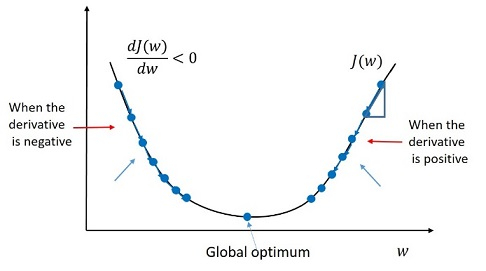 dJ(w)
dw
< 0
J(w)
When the
derivative
is negative
When the
derivative
is positive
Global optimum
w